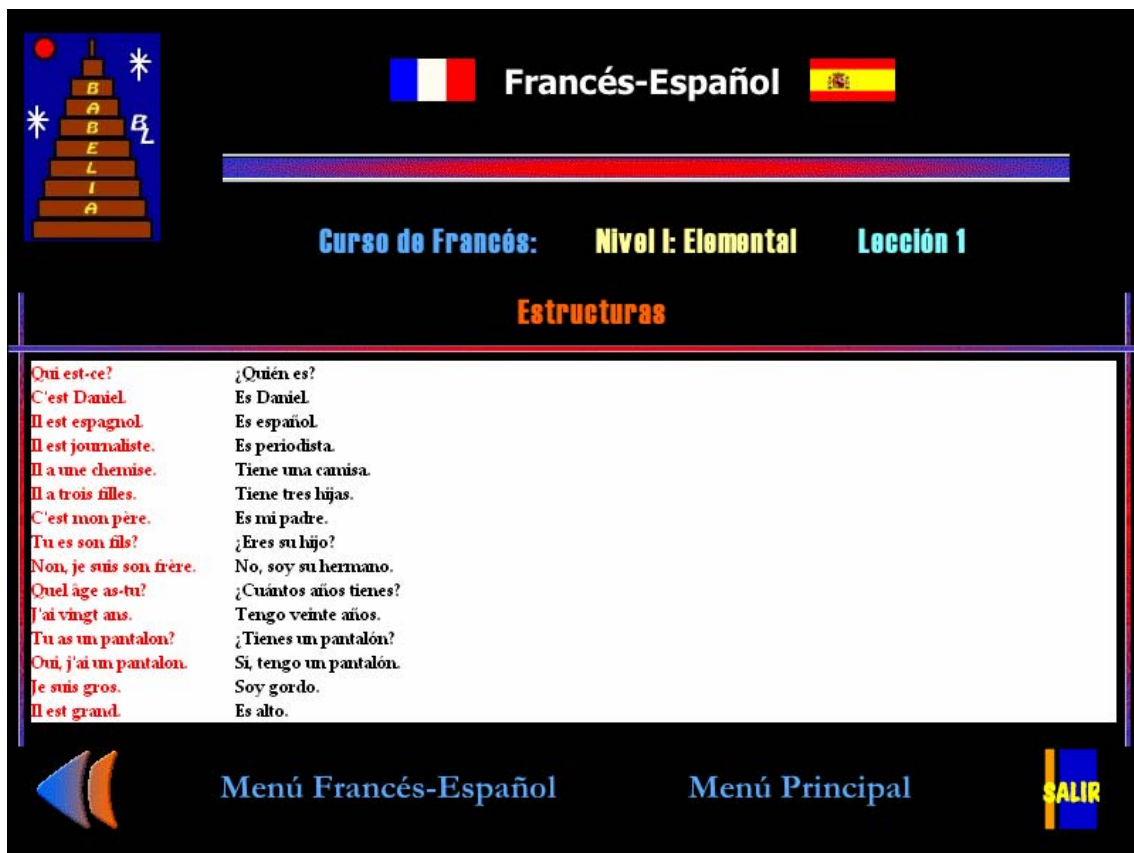 BABELIA
BL
Francés-Español
Curso de Francés: Nivel I: Elemental Lección 1
Estructuras
Qui est-ce? ¿Quién es?
C'est Daniel. Es Daniel.
Il est espagnol. Es español.
Il est journaliste. Es periodista.
Il a une chemise. Tiene una camisa.
Il a trois filles. Tiene tres hijas.
C'est mon père. Es mi padre.
Tu es son fils? ¿Eres su hijo?
Non, je suis son frère. No, soy su hermano.
Quel âge as-tu? ¿Cuántos años tienes?
J'ai vingt ans. Tengo veinte años.
Tu as un pantalon? ¿Tienes un pantalón?
Oui, j'ai un pantalon. Sí, tengo un pantalón.
Je suis gros. Soy gordo.
Il est grand. Es alto.
Menú Francés-Español Menú Principal SALIR